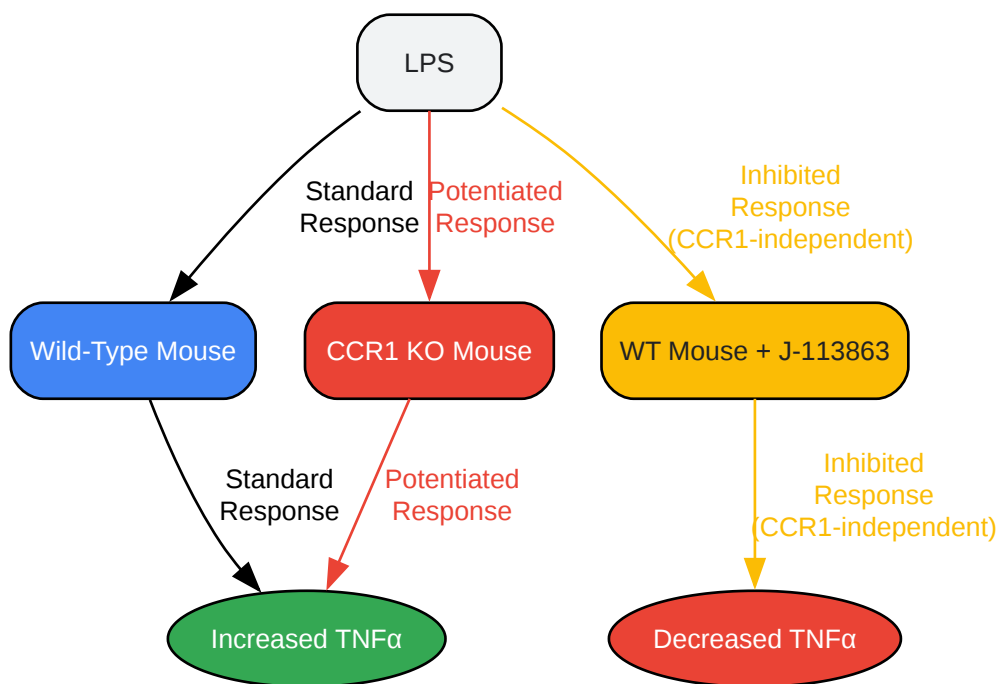 LPS
Standard
Response
Potentiated
Response
Inhibited
Response
(CCR1-independent)
Wild-Type Mouse
CCR1 KO Mouse
WT Mouse + J-113863
Standard
Response
Potentiated
Response
Inhibited
Response
(CCR1-independent)
Increased TNFα
Decreased TNFα